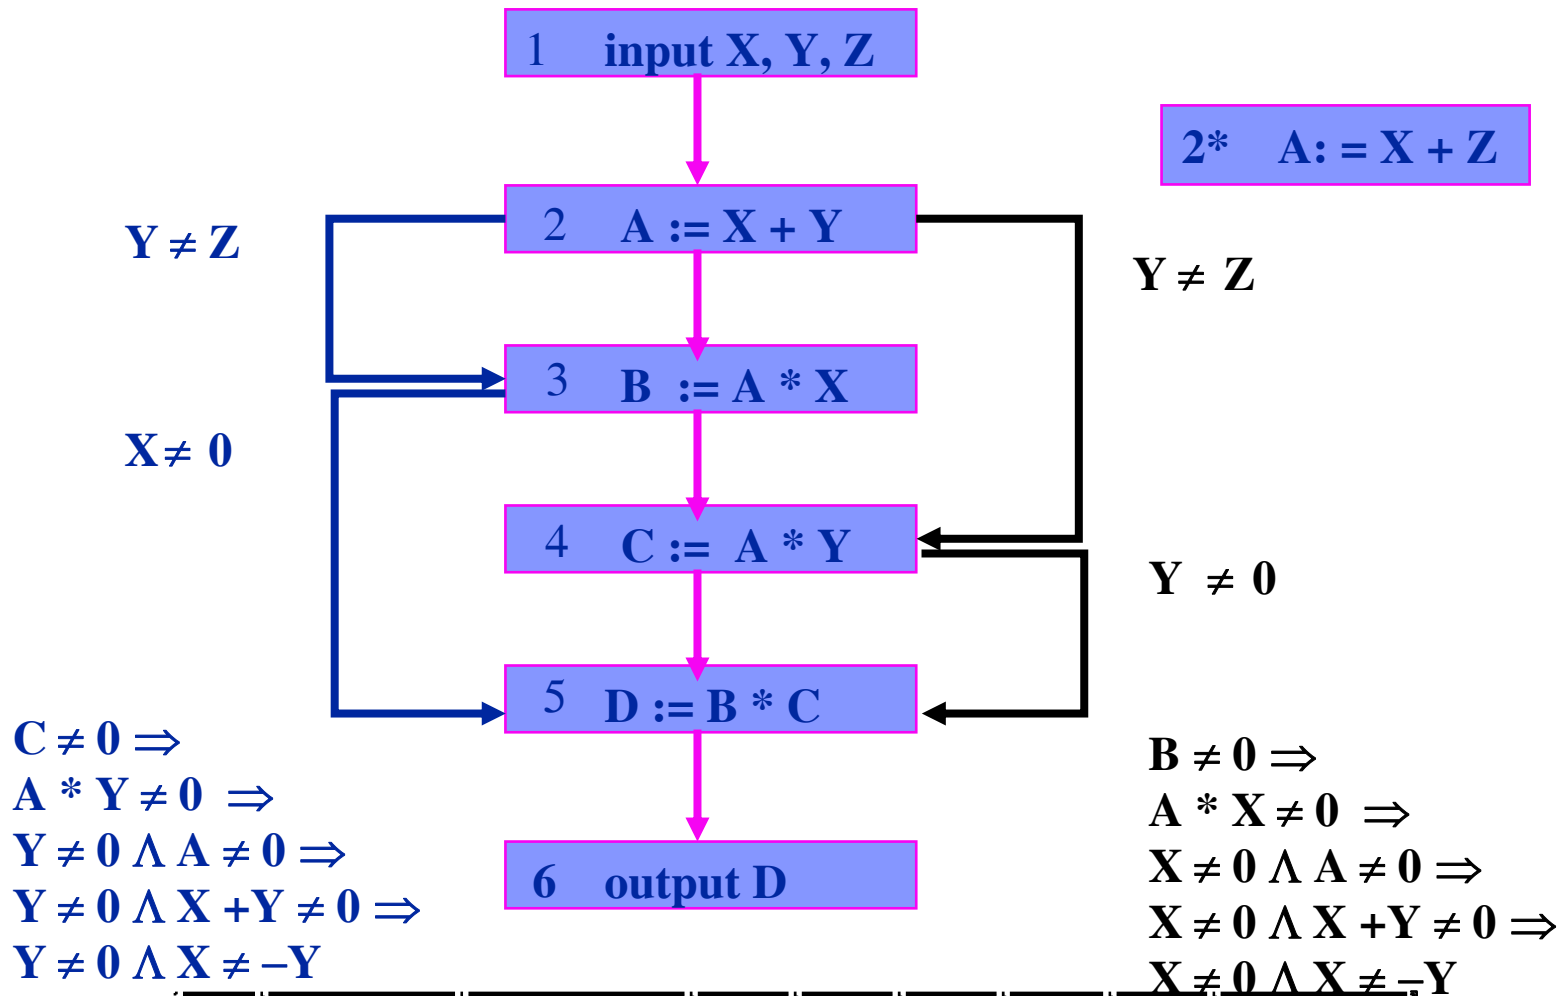 1 input X, Y, Z
2* A: = X + Z
2 A := X + Y
Y ≠ Z
Y ≠ Z
3 B := A * X
X ≠ 0
4 C := A * Y
Y ≠ 0
5 D := B * C
C ≠ 0 ⇒
A * Y ≠ 0 ⇒
Y ≠ 0 Λ A ≠ 0 ⇒
Y ≠ 0 Λ X +Y ≠ 0 ⇒
Y ≠ 0 Λ X ≠ –Y
B ≠ 0 ⇒
A * X ≠ 0 ⇒
X ≠ 0 Λ A ≠ 0 ⇒
X ≠ 0 Λ X +Y ≠ 0 ⇒
X ≠ 0 Λ X ≠ –Y
6 output D